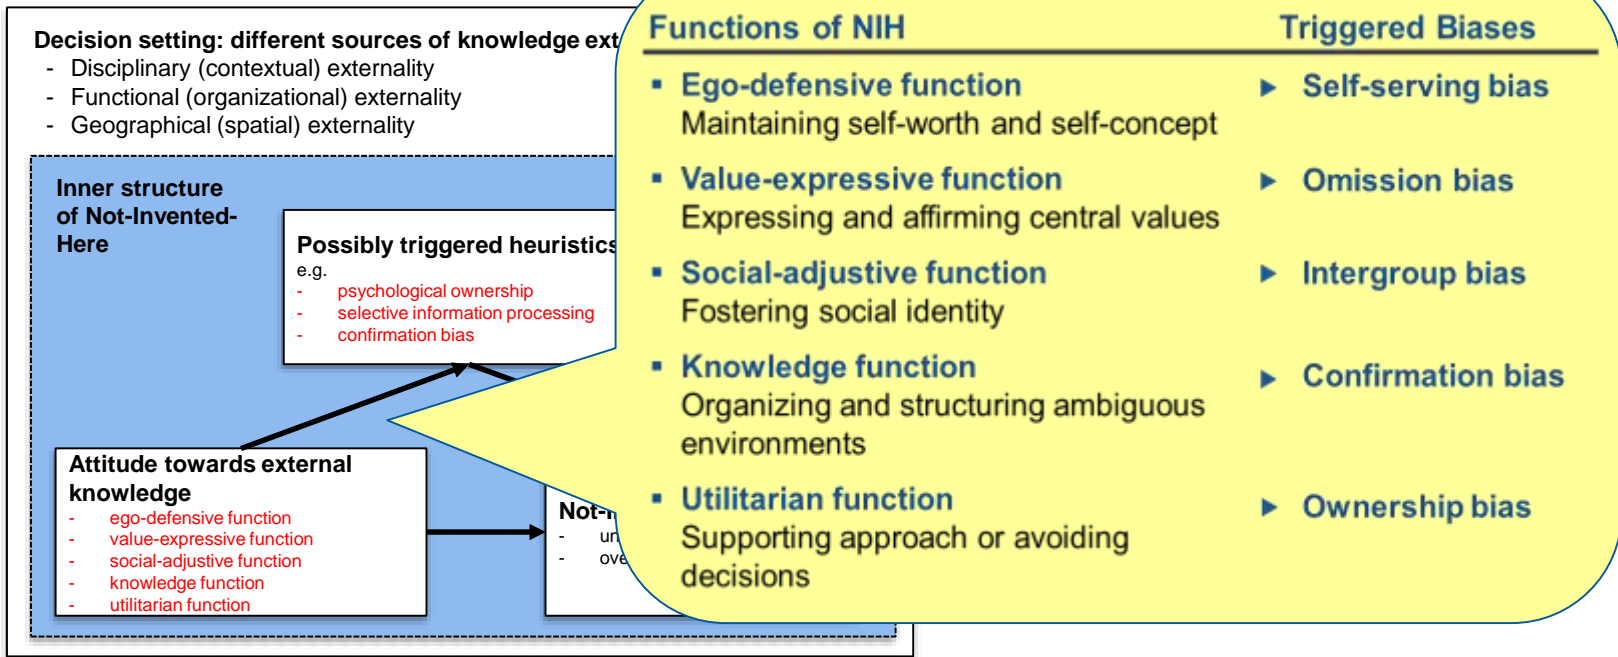 Decision setting: different sources of knowledge
- Disciplinary (contextual) externality
- Functional (organizational) externality
- Geographical (spatial) externality
Inner structure
of Not-Invented-
Here
Possibly triggered heuristics
e.g.
- psychological ownership
- selective information processing
- confirmation bias
Attitude towards external
knowledge
- ego-defensive function
- value-expressive function
- social-adjustive function
- knowledge function
- utilitarian function
Functions of NIH Triggered Biases
▪ Ego-defensive function ► Self-serving bias
Maintaining self-worth and self-concept
▪ Value-expressive function ► Omission bias
Expressing and affirming central values
▪ Social-adjustive function ► Intergroup bias
Fostering social identity
▪ Knowledge function ► Confirmation bias
Organizing and structuring ambiguous
environments
▪ Utilitarian function ► Ownership bias
Supporting approach or avoiding
decisions